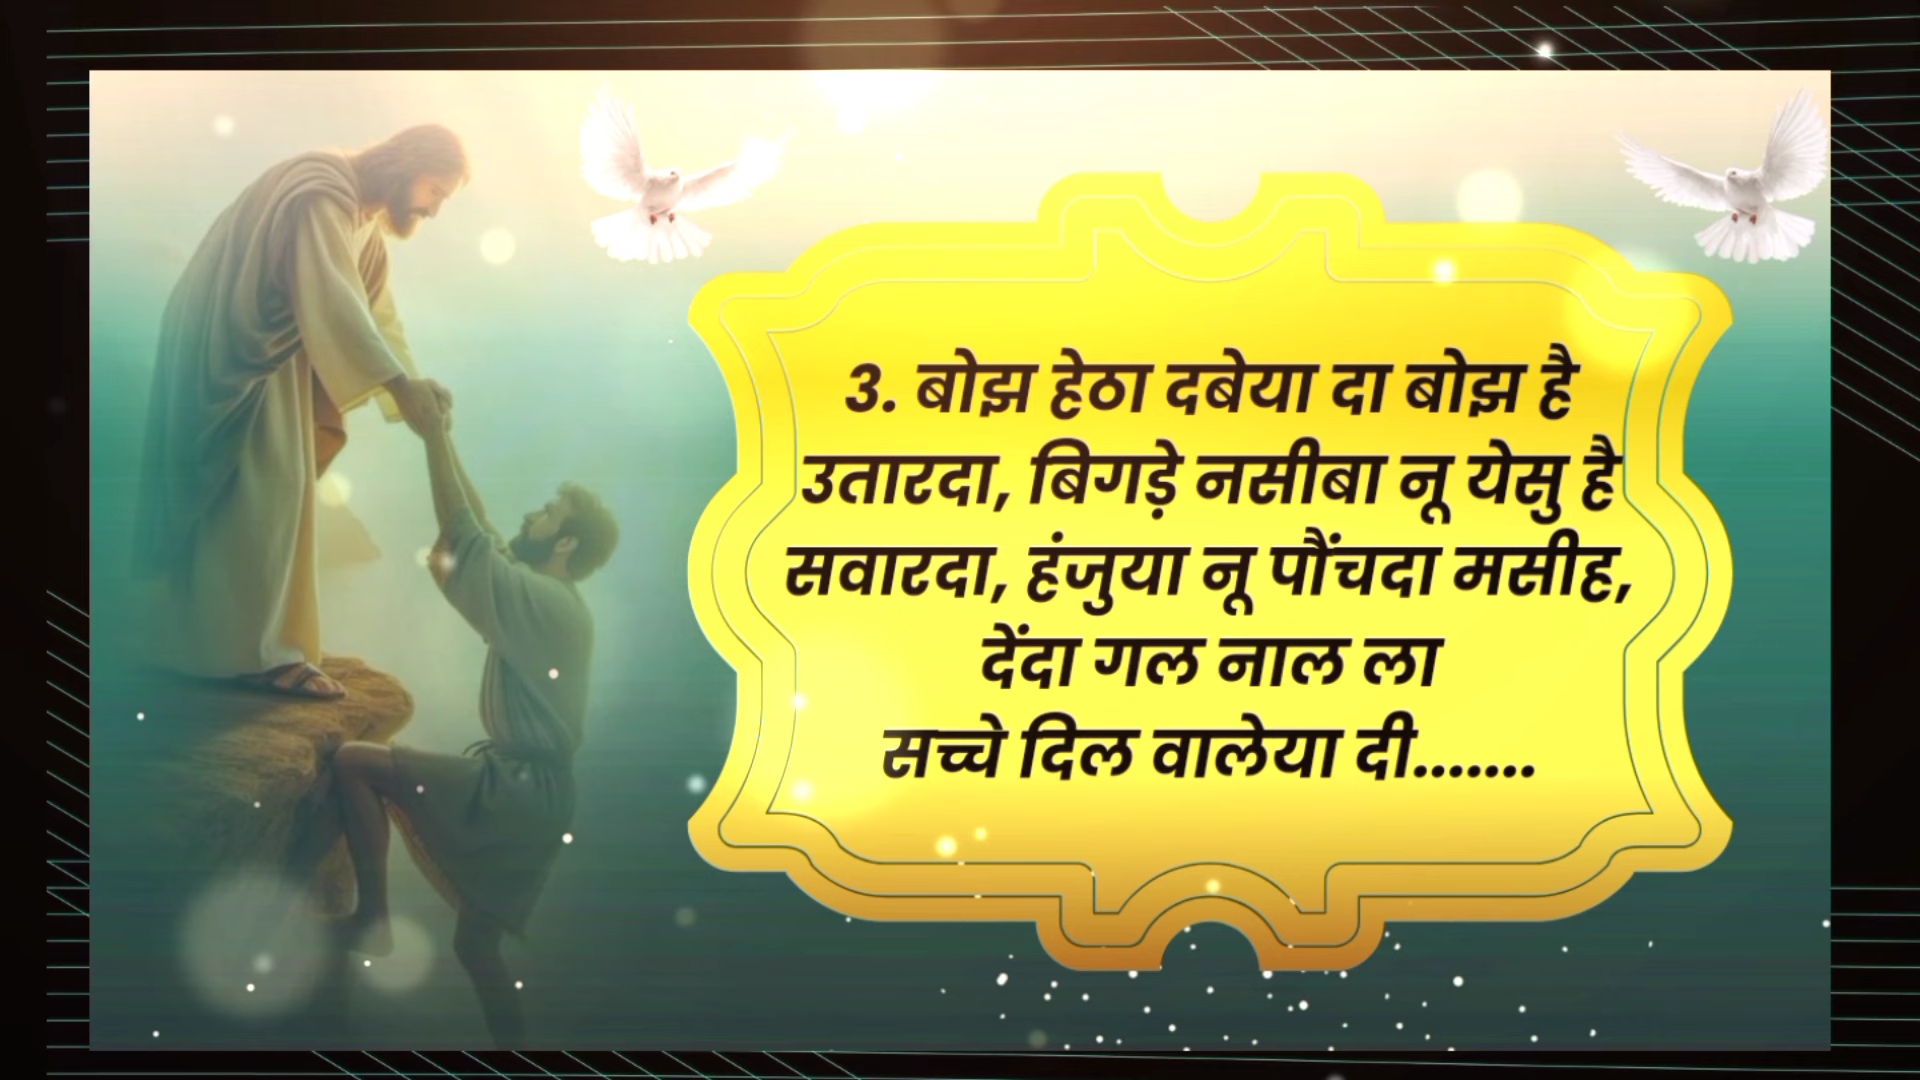 3. बोझ हेठा दबेया दा बोझ है
उतारदा, बिगड़े नसीबा नू येसु है
सवारदा, हंजुया नू पौंचदा मसीह,
देंदा गल नाल ला
सच्चे दिल वालेया दी.......